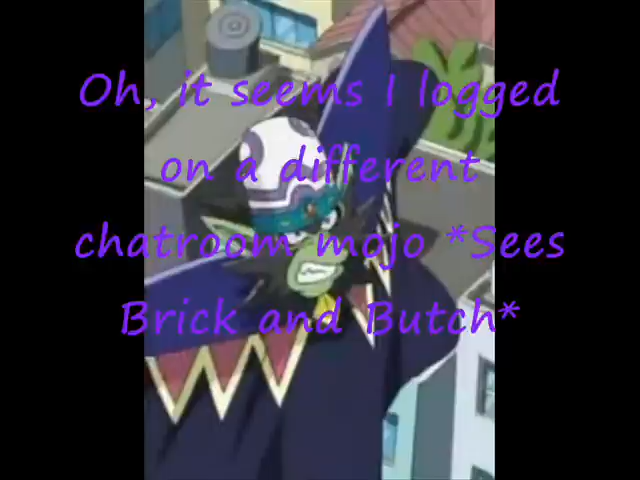 Oh, it seems I logged
on a different
chatroom mojo *Sees
Brick and Butch*